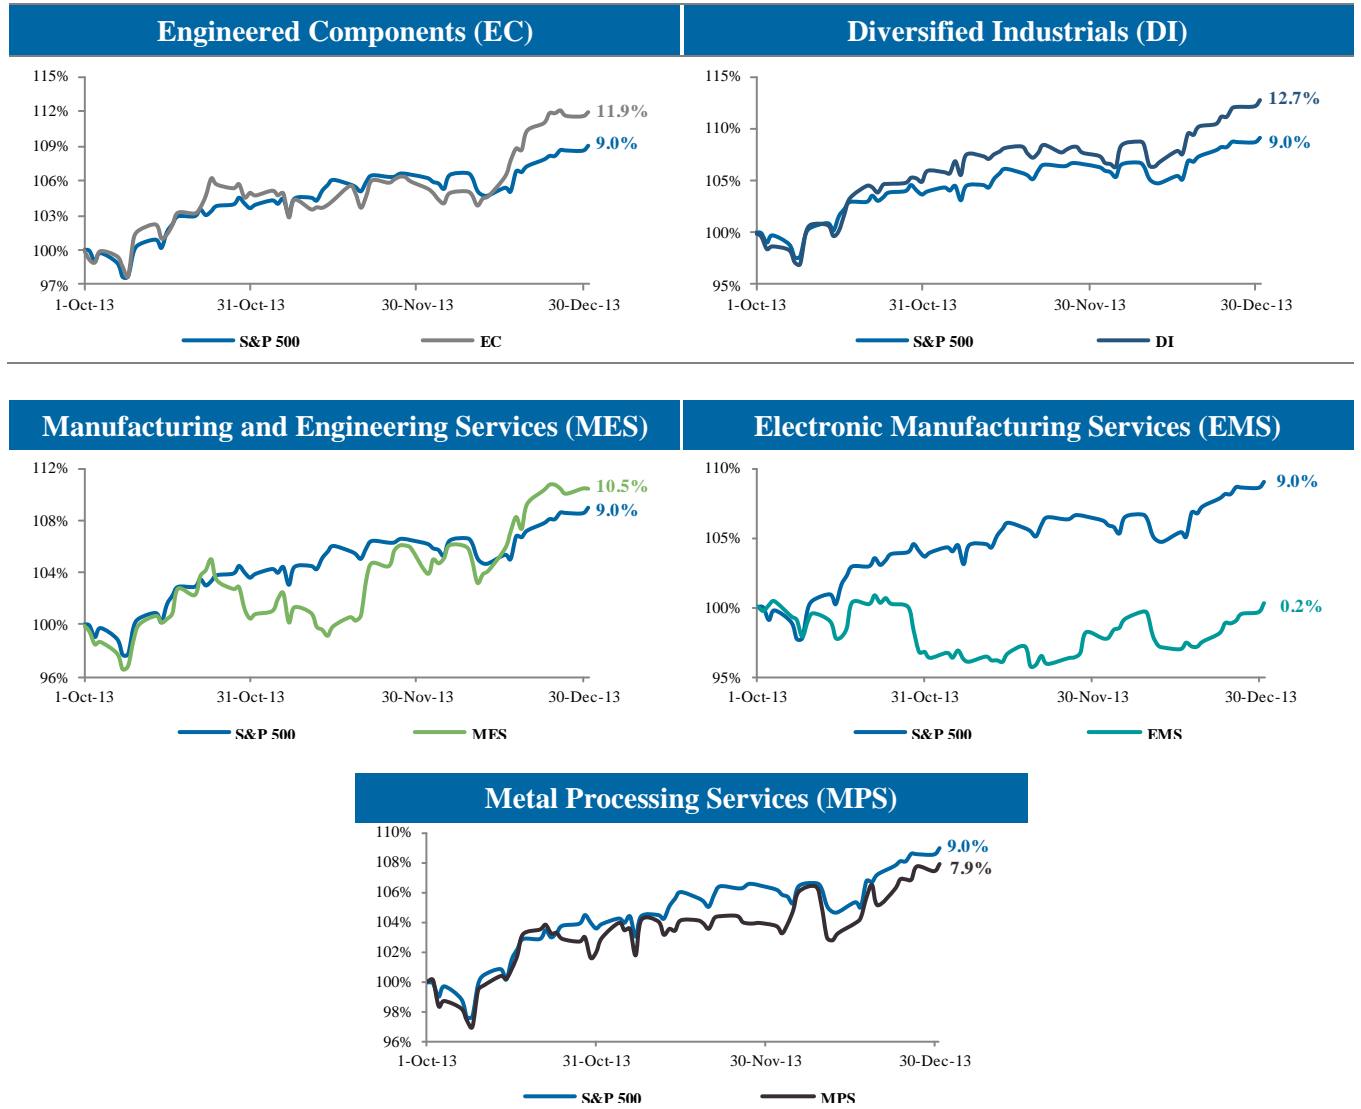 Engineered Components (EC)
Diversified Industrials (DI)
115%
112%
109%
106%
103%
100%
97%
11.9%
9.0%
1-Oct-13
31-Oct-13
30-Nov-13
30-Dec-13
S&P 500
EC
115%
110%
105%
100%
95%
12.7%
9.0%
1-Oct-13
31-Oct-13
30-Nov-13
30-Dec-13
S&P 500
DI
Manufacturing and Engineering Services (MES)
Electronic Manufacturing Services (EMS)
112%
108%
104%
100%
96%
10.5%
9.0%
1-Oct-13
31-Oct-13
30-Nov-13
30-Dec-13
S&P 500
MES
110%
105%
100%
95%
9.0%
0.2%
1-Oct-13
31-Oct-13
30-Nov-13
30-Dec-13
S&P 500
EMS
Metal Processing Services (MPS)
110%
108%
106%
104%
102%
100%
98%
96%
9.0%
7.9%
1-Oct-13
31-Oct-13
30-Nov-13
30-Dec-13
S&P 500
MPS